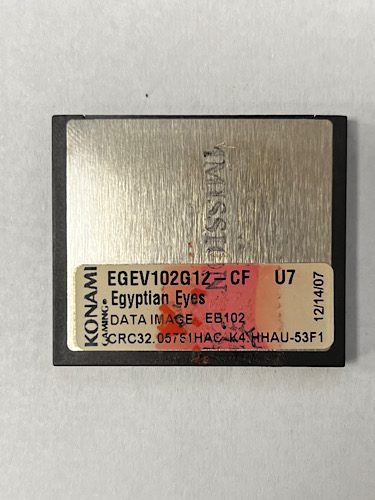 KONAMI
GAMING®
EGEV102G12-CF U7
Egyptian Eyes
DATA IMAGE EB102
12/14/07